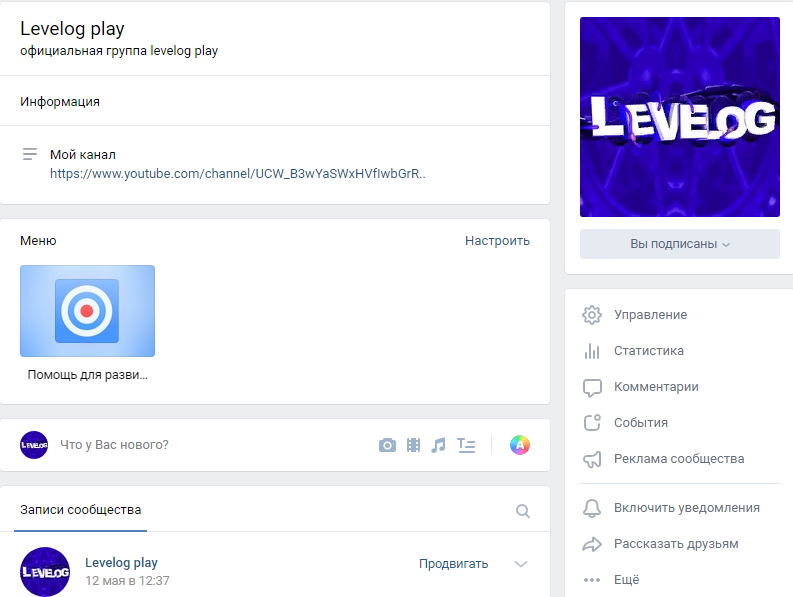 Levelog play
официальная группа levelog play
Информация
Мой канал
https://www.youtube.com/channel/UCW_B3wYaSWxHVfIwbGrR..
Меню
Настроить
Помощь для разви...
LEVELOG
Что у Вас нового?
A
Записи сообщества
LEVELOG
Levelog play
12 мая в 12:37
Продвигать
LEVELOG
Вы подписаны
Управление
Статистика
Комментарии
События
Реклама сообщества
Включить уведомления
Рассказать друзьям
Ещё